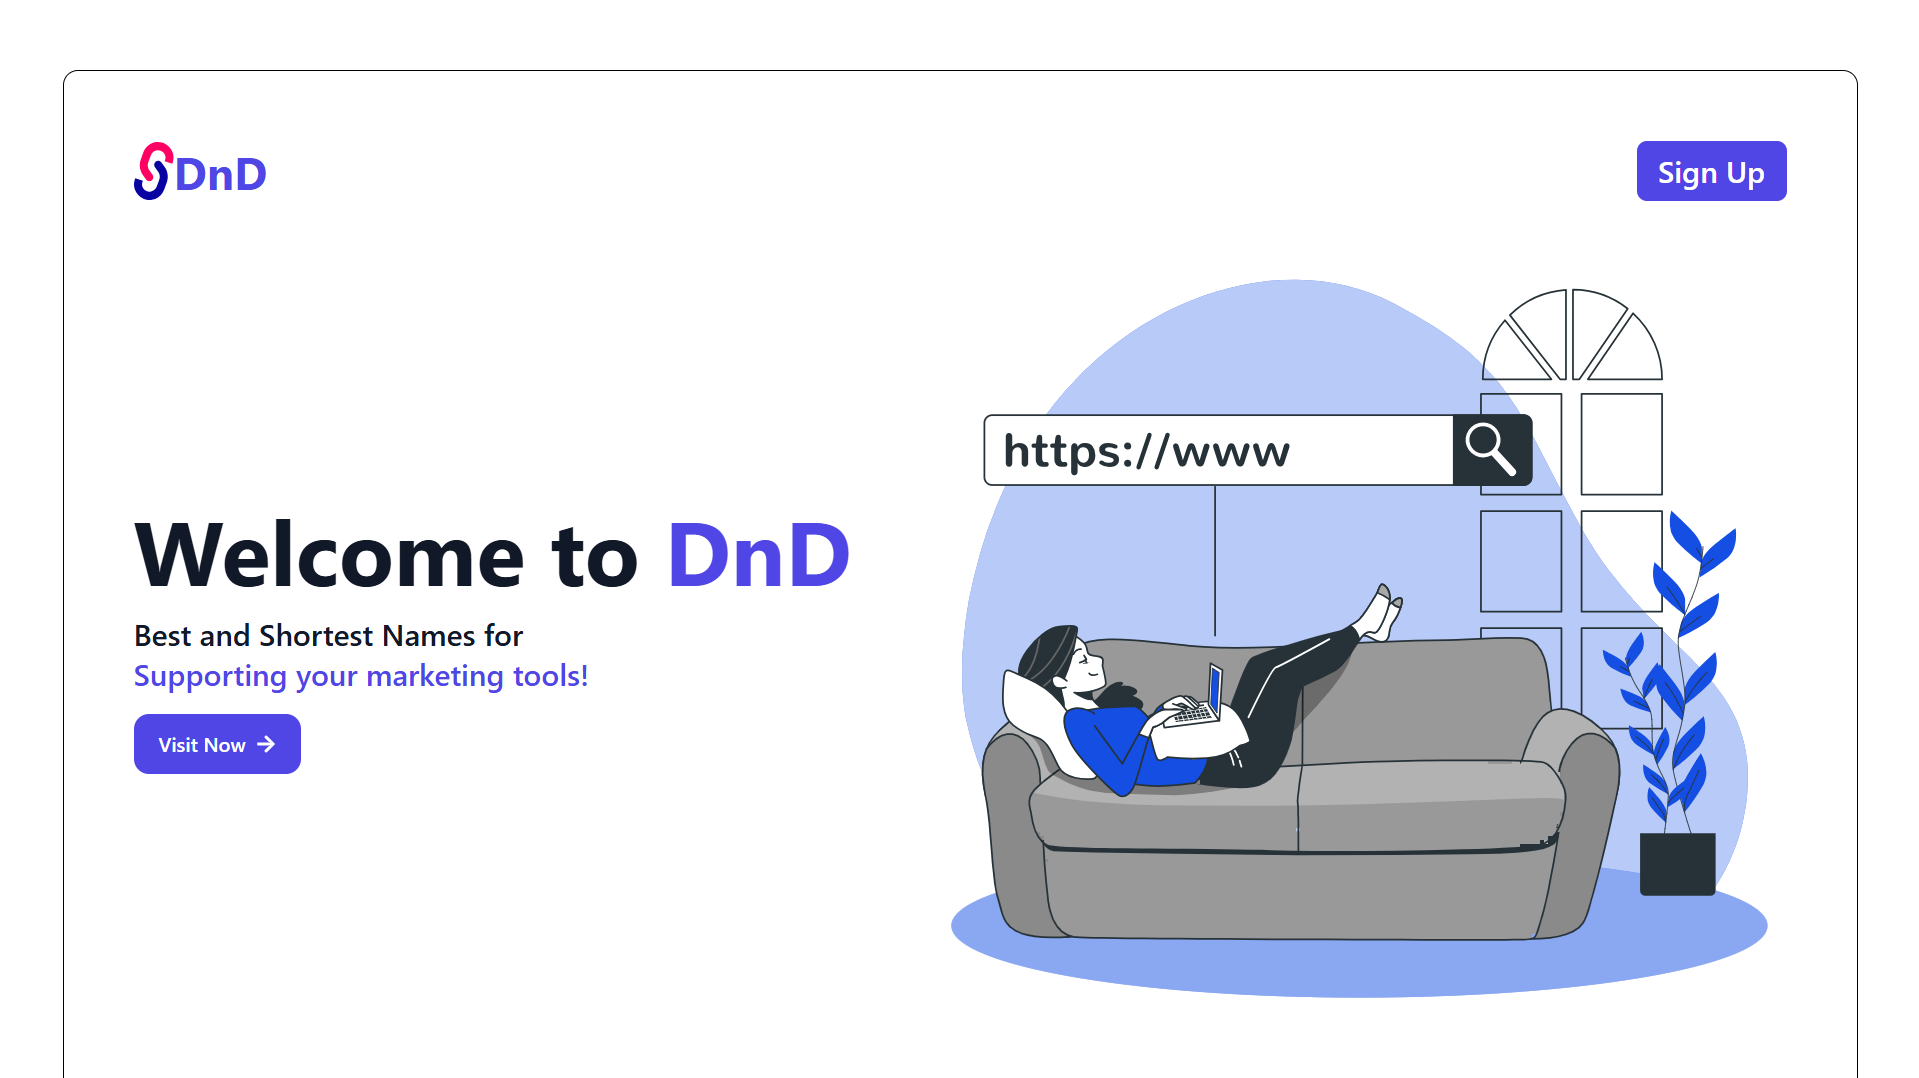 DnD
Sign Up
https://www
Welcome to DnD
Best and Shortest Names for
Supporting your marketing tools!
Visit Now